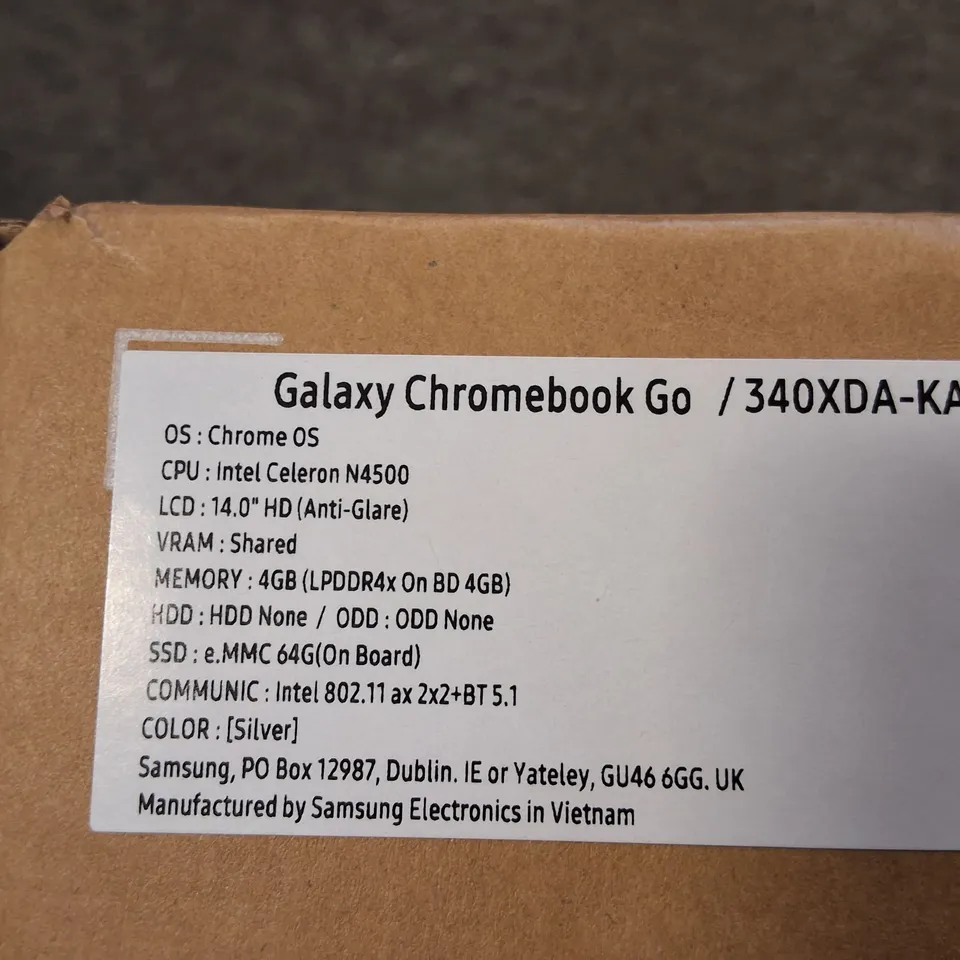 Galaxy Chromebook Go / 340XDA-KA
OS : Chrome OS
CPU : Intel Celeron N4500
LCD : 14.0" HD (Anti-Glare)
VRAM : Shared
MEMORY : 4GB (LPDDR4x On BD 4GB)
HDD : HDD None / ODD : ODD None
SSD : e.MMC 64G(On Board)
COMMUNIC : Intel 802.11 ax 2x2+BT 5.1
COLOR : [Silver]
Samsung, PO Box 12987, Dublin. IE or Yateley, GU46 6GG. UK
Manufactured by Samsung Electronics in Vietnam